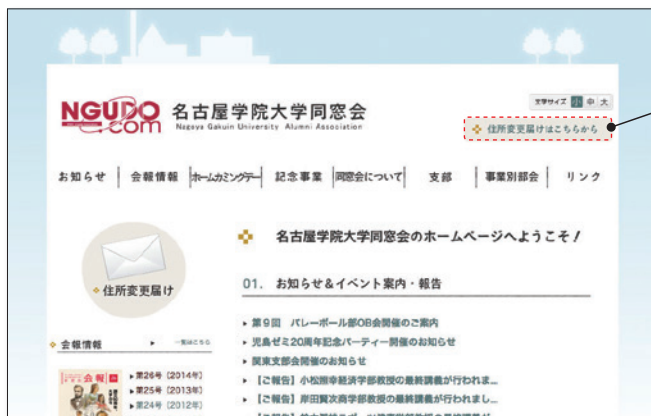 NGUDO
.com
名古屋学院大学同窓会
Nagoya Gakuin University Alumni Association
文字サイズ 小 中 大
住所変更届けはこちらから
お知らせ 会報情報 ホームカミングデー 記念事業 同窓会について 支部 事業別部会 リンク
名古屋学院大学同窓会のホームページへようこそ！
住所変更届け
01. お知らせ＆イベント案内・報告
第9回 バレーボール部OB会開催のご案内
会報情報 一覧はこちら
児島ゼミ20周年記念パーティー開催のお知らせ
関東支部会開催のお知らせ
会報
第26号（2014年）
【ご報告】小松照幸経済学部教授の最終講義が行われま...
第25号（2013年）
【ご報告】岸田賢次商学部教授の最終講義が行われまし...
第24号（2012年）